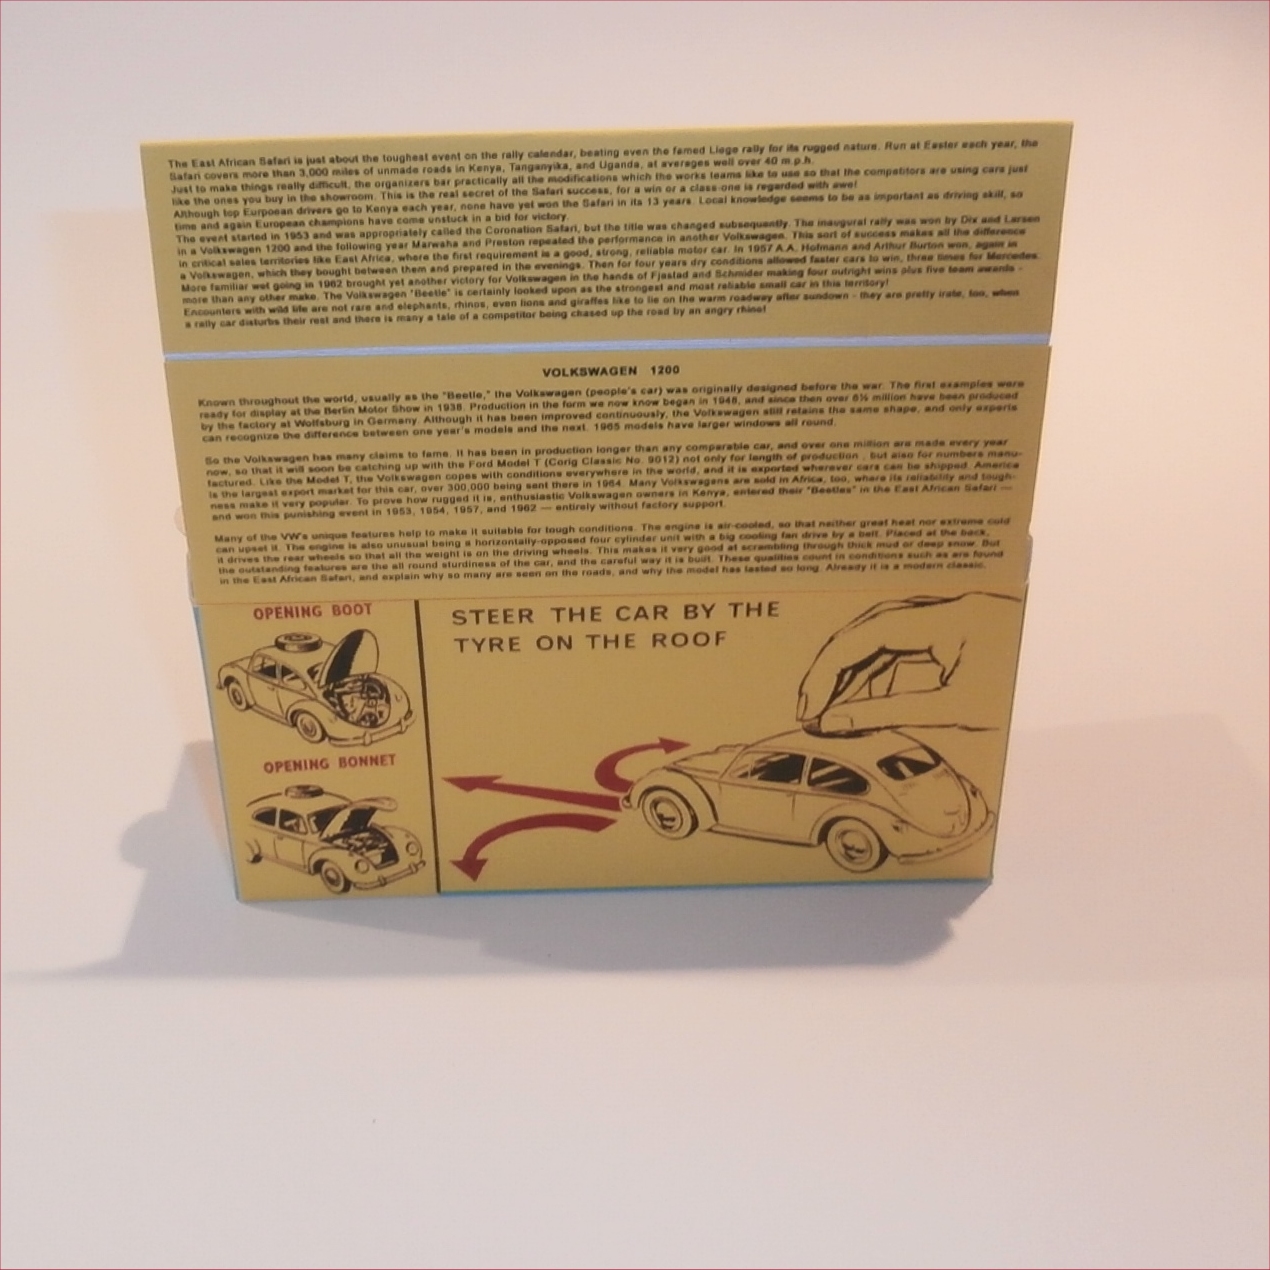 The East African Safari is just about the toughest event on the rally calendar, beating even the famed Liege rally for its rugged nature. Run at Easter each year, the
Safari covers more than 3,000 miles of unmade roads in Kenya, Tanganyika, and Uganda, at averages well over 40 m.p.h.
Just to make things really difficult, the organizers bar practically all the modifications which the works teams like to use so that the competitors are using cars just
like the ones you buy in the showroom. This is the real secret of the Safari success, for a win or a class-one is regarded with awe!
Although top Eurpoean drivers go to Kenya each year, none have yet won the Safari in its 13 years. Local knowledge seems to be as important as driving skill, so
time and again European champions have come unstuck in a bid for victory.
The event started in 1953 and was appropriately called the Coronation Safari, but the title was changed subsequently. The inaugural rally was won by Dix and Larsen
in a Volkswagen 1200 and the following year Marwaha and Preston repeated the performance in another Volkswagen. This sort of success makes all the difference
in critical sales territories like East Africa, where the first requirement is a good, strong, reliable motor car. In 1957 A.A. Hofmann and Arthur Burton won, again in
a Volkswagen, which they bought between them and prepared in the evenings. Then for four years dry conditions allowed faster cars to win, three times for Mercedes.
More familiar wet going in 1962 brought yet another victory for Volkswagen in the hands of Fjastad and Schmider making four outright wins plus five team awards -
more than any other make. The Volkswagen "Beetle" is certainly looked upon as the strongest and most reliable small car in this territory!
Encounters with wild life are not rare and elephants, rhinos, even lions and giraffes like to lie on the warm roadway after sundown - they are pretty irate, too, when
a rally car disturbs their rest and there is many a tale of a competitor being chased up the road by an angry rhino!
VOLKSWAGEN 1200
Known throughout the world, usually as the "Beetle," the Volkswagen (people's car) was originally designed before the war. The first examples were
ready for display at the Berlin Motor Show in 1938. Production in the form we now know began in 1946, and since then over 6½ million have been produced
by the factory at Wolfsburg in Germany. Although it has been improved continuously, the Volkswagen still retains the same shape, and only experts
can recognize the difference between one year's models and the next. 1965 models have larger windows all round.
So the Volkswagen has many claims to fame. It has been in production longer than any comparable car, and over one million are made every year
now, so that it will soon be catching up with the Ford Model T (Corig Classic No. 9012) not only for length of production , but also for numbers manu-
factured. Like the Model T, the Volkswagen copes with conditions everywhere in the world, and it is exported wherever cars can be shipped. America
is the largest export market for this car, over 300,000 being sent there in 1964. Many Volkswagens are sold in Africa, too, where its reliability and tough-
ness make it very popular. To prove how rugged it is, enthusiastic Volkswagen owners in Kenya, entered their "Beetles" in the East African Safari —
and won this punishing event in 1953, 1954, 1957, and 1962 — entirely without factory support.
Many of the VW's unique features help to make it suitable for tough conditions. The engine is air-cooled, so that neither great heat nor extreme cold
can upset it. The engine is also unusual being a horizontally-opposed four cylinder unit with a big cooling fan drive by a belt. Placed at the back,
it drives the rear wheels so that all the weight is on the driving wheels. This makes it very good at scrambling through thick mud or deep snow. But
the outstanding features are the all round sturdiness of the car, and the careful way it is built. These qualities count in conditions such as are found
in the East African Safari, and explain why so many are seen on the roads, and why the model has lasted so long. Already it is a modern classic.
OPENING BOOT
STEER THE CAR BY THE
TYRE ON THE ROOF
OPENING BONNET